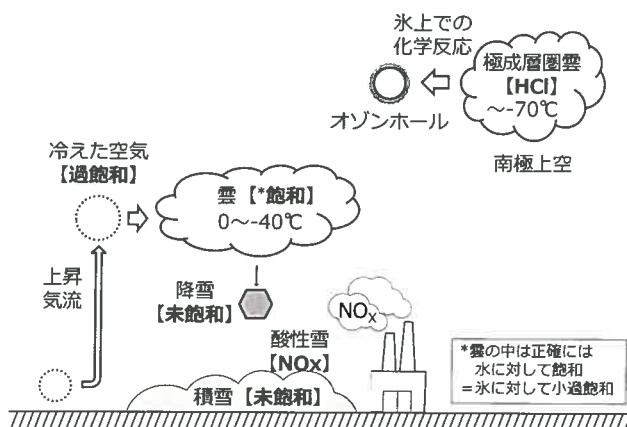 氷上での
化学反応
極成層圏雲
【HCl】
～-70℃
オゾンホール
南極上空
冷えた空気
【過飽和】
雲【*飽和】
0～-40℃
上昇
気流
降雪
【未飽和】
NOX
酸性雪
【NOx】
積雪【未飽和】
*雲の中は正確には
水に対して飽和
=氷に対して小過飽和